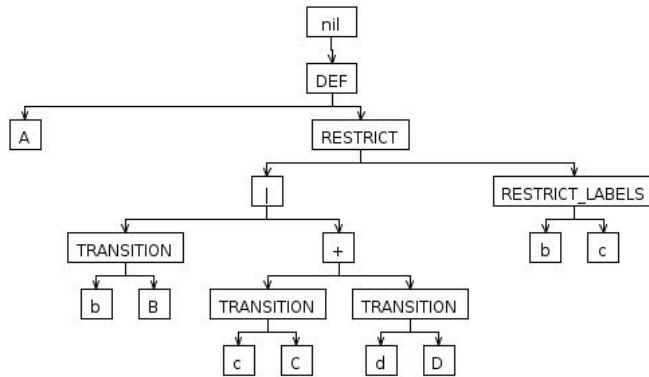 nil
DEF
A RESTRICT
| RESTRICT_LABELS
TRANSITION + b c
b B TRANSITION TRANSITION
c C d D